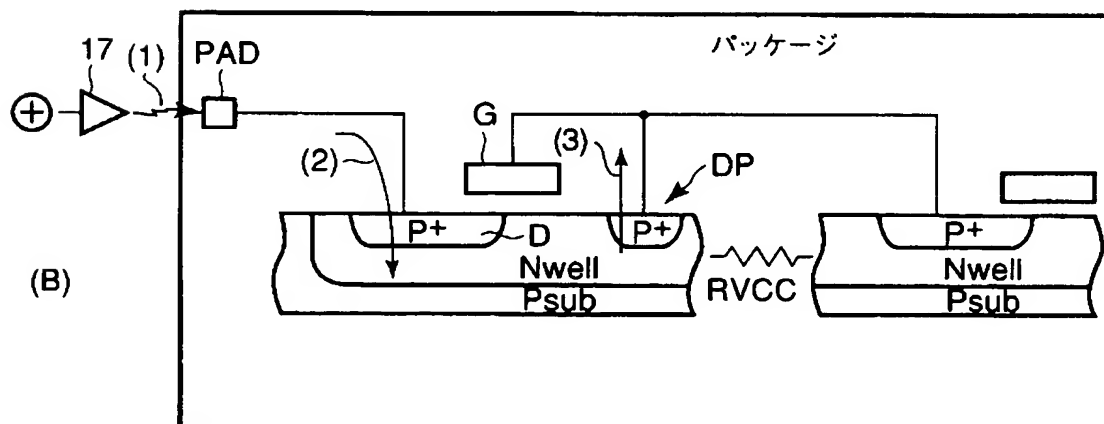 パッケージ
17
(1)
PAD
G
(2)
(3)
DP
P+
D
P+
P+
Nwell
RVCC
Nwell
(B)
Psub
Psub